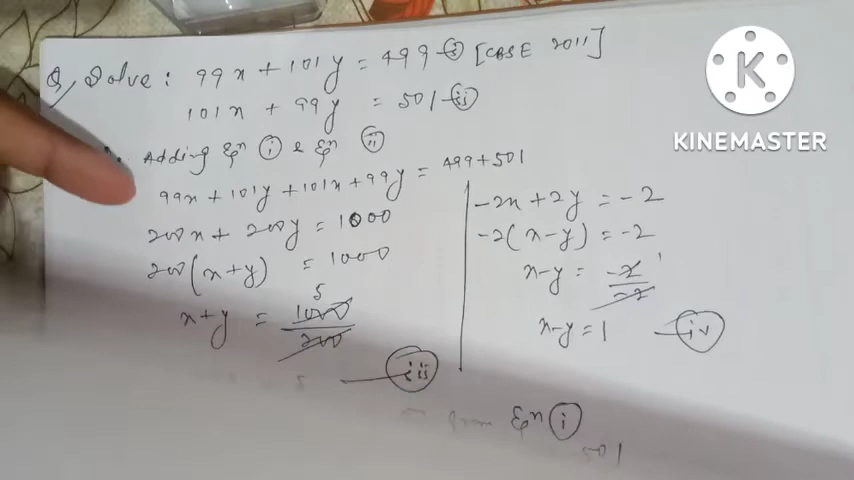 Q, Solve: 99x + 101y = 499 - (i) [CBSE 2011]
101x + 99y = 501 - (ii)
Adding Eqn (i) & Eqn (ii)
99x + 101y + 101x + 99y = 499 + 501
200x + 200y = 1000
200(x+y) = 1000
5
x+y = 1000/200
(iii)
-2x + 2y = -2
-2(x-y) = -2
x-y = -2/-2 1
x-y = 1 - (iv)
from Eqn (i)
501
K
KINEMASTER